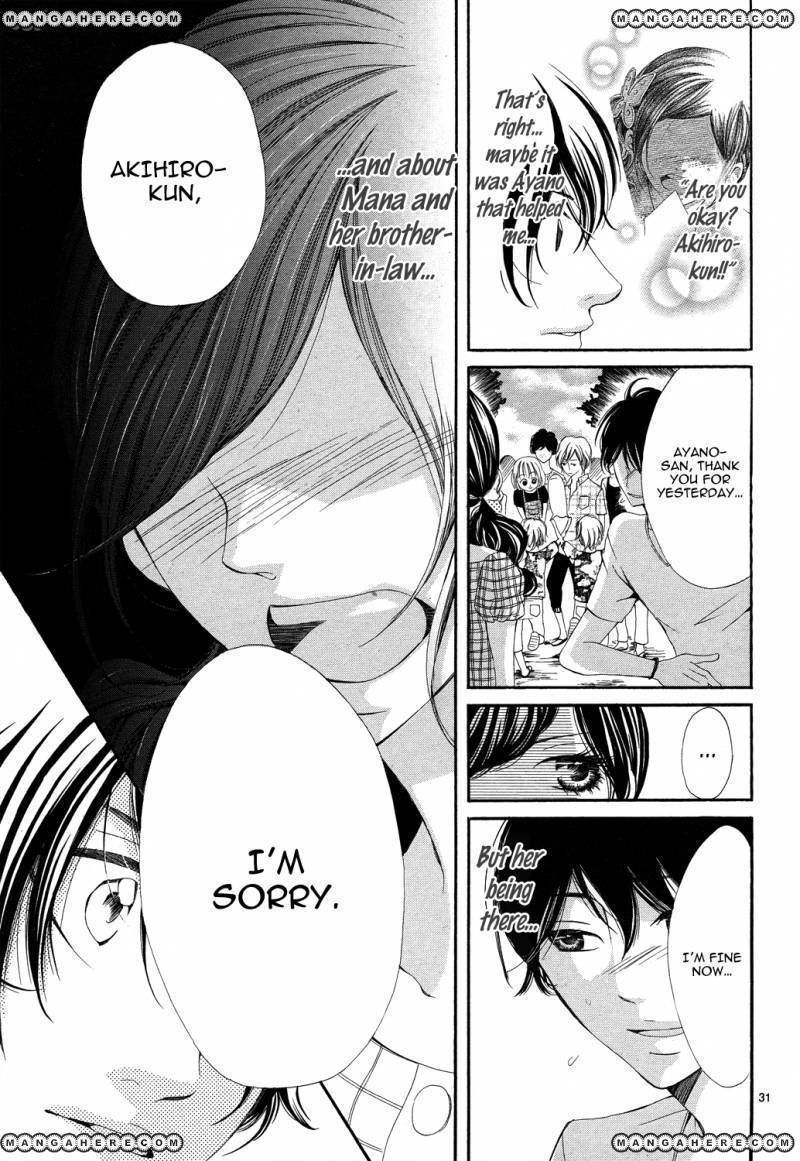 MANGAHERE.COM
MANGAHERE.COM
That's
right...
maybe it
was Ayano
that helped
me...
"Are you
okay?
Akihiro-
kun!!"
AYANO-
SAN, THANK
YOU FOR
YESTERDAY...
...
But her
being
there...
I'M FINE
NOW...
...and about
Mana and
her brother-
in-law...
AKIHIRO-
KUN,
I'M
SORRY.
31
MANGAHERE.COM
MANGAHERE.COM